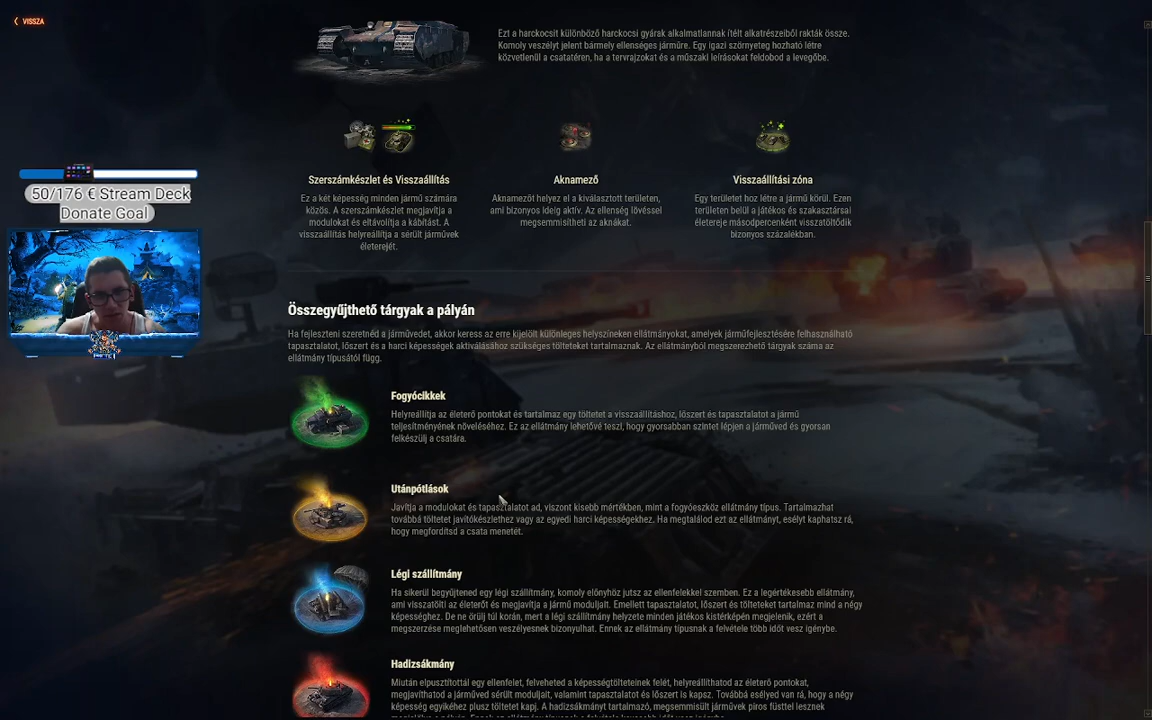 VISSZA
Ezt a harckocsit különböző harckocsi gyárak alkalmatlannak ítélt alkatrészeiből rakták össze.
Komoly veszélyt jelent bármely ellenséges járműre. Egy igazi szörnyeteg hozható létre
közvetlenül a csatatéren, ha a tervrajzokat és a műszaki leírásokat feldobod a levegőbe.
50/176 € Stream Deck
Donate Goal
Szerszámkészlet és Visszaállítás
Ez a két képesség minden jármű számára
közös. A szerszámkészlet megjavítja a
modulokat és eltávolítja a kábítást. A
visszaállítás helyreállítja a sérült járművek
életerejét.
Aknamező
Aknamezőt helyez el a kiválasztott területen,
ami bizonyos ideig aktív. Az ellenség lövéssel
megsemmisítheti az aknákat.
Visszaállítási zóna
Egy területet hoz létre a jármű körül. Ezen
területen belül a játékos és szakasztársai
életereje másodpercenként visszatöltődik
bizonyos százalékban.
Összegyűjthető tárgyak a pályán
Ha fejleszteni szeretnéd a járművedet, akkor keress az erre kijelölt különleges helyszíneken ellátmányokat, amelyek járműfejlesztésére felhasználható
tapasztalatot, lőszert és a harci képességek aktiválásához szükséges tölteteket tartalmaznak. Az ellátmányból megszerezhető tárgyak száma az
ellátmány típusától függ.
Fogyócikkek
Helyreállítja az életerő pontokat és tartalmaz egy töltetet a visszaállításhoz, lőszert és tapasztalatot a jármű
teljesítményének növeléséhez. Ez az ellátmány lehetővé teszi, hogy gyorsabban szintet lépjen a járműved és gyorsan
felkészülj a csatára.
Utánpótlások
Javítja a modulokat és tapasztalatot ad, viszont kisebb mértékben, mint a fogyóeszköz ellátmány típus. Tartalmazhat
továbbá töltetet javítókészlethez vagy az egyedi harci képességekhez. Ha megtalálod ezt az ellátmányt, esélyt kaphatsz rá,
hogy megfordítsd a csata menetét.
Légi szállítmány
Ha sikerül begyűjtened egy légi szállítmányt, komoly előnyhöz jutsz az ellenfelekkel szemben. Ez a legértékesebb ellátmány,
ami visszatölti az életerőt és megjavítja a jármű moduljait. Emellett tapasztalatot, lőszert és tölteteket tartalmaz mind a négy
képességhez. De ne örülj túl korán, mert a légi szállítmány helyzete minden játékos kistérképén megjelenik, ezért a
megszerzése meglehetősen veszélyesnek bizonyulhat. Ennek az ellátmány típusnak a felvétele több időt vesz igénybe.
Hadizsákmány
Miután elpusztítottál egy ellenfelet, felveheted a képességtölteteinek felét, helyreállíthatod az életerő pontokat,
megjavíthatod a járműved sérült moduljait, valamint tapasztalatot és lőszert is kapsz. Továbbá esélyed van rá, hogy a négy
képesség egyikéhez plusz töltetet kapj. A hadizsákmányt tartalmazó, megsemmisült járművek piros füsttel lesznek